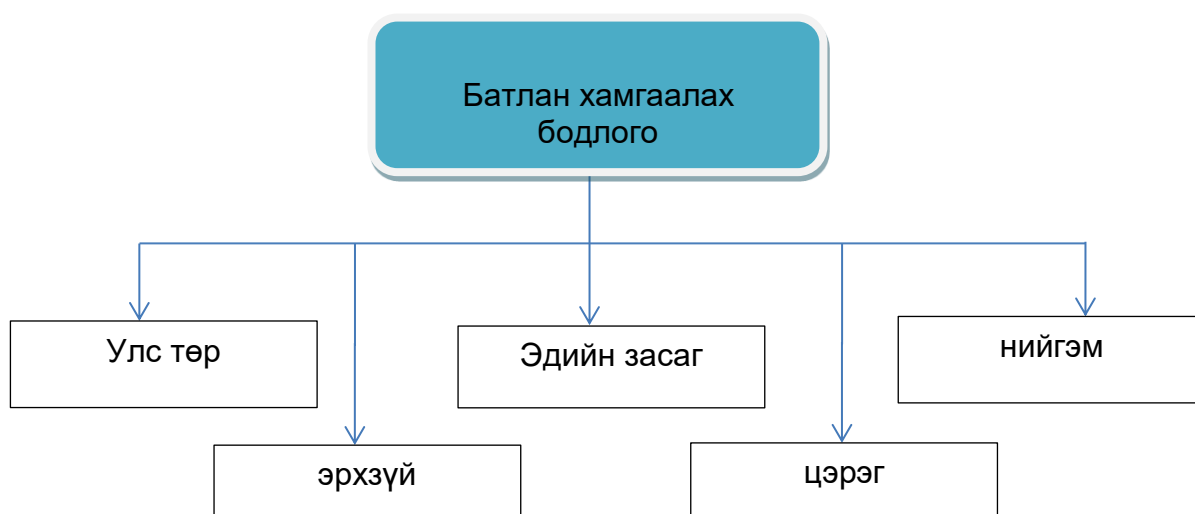 Батлан хамгаалах
бодлого
Улс төр
Эдийн засаг
нийгэм
эрхзүй
цэрэг